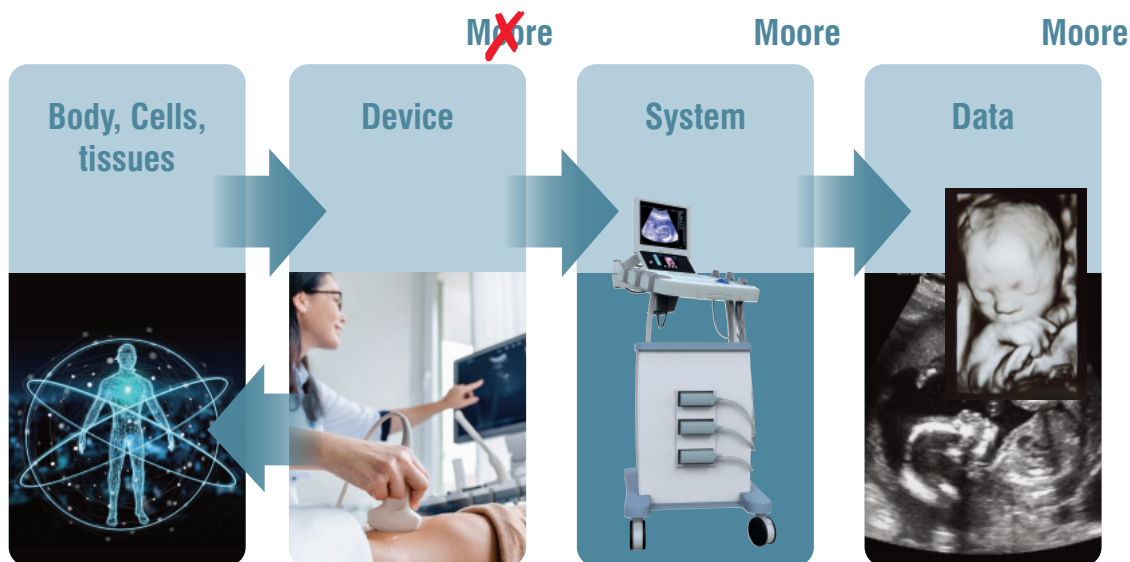 Moore
Moore
Moore
Body, Cells,
tissues
Device
System
Data